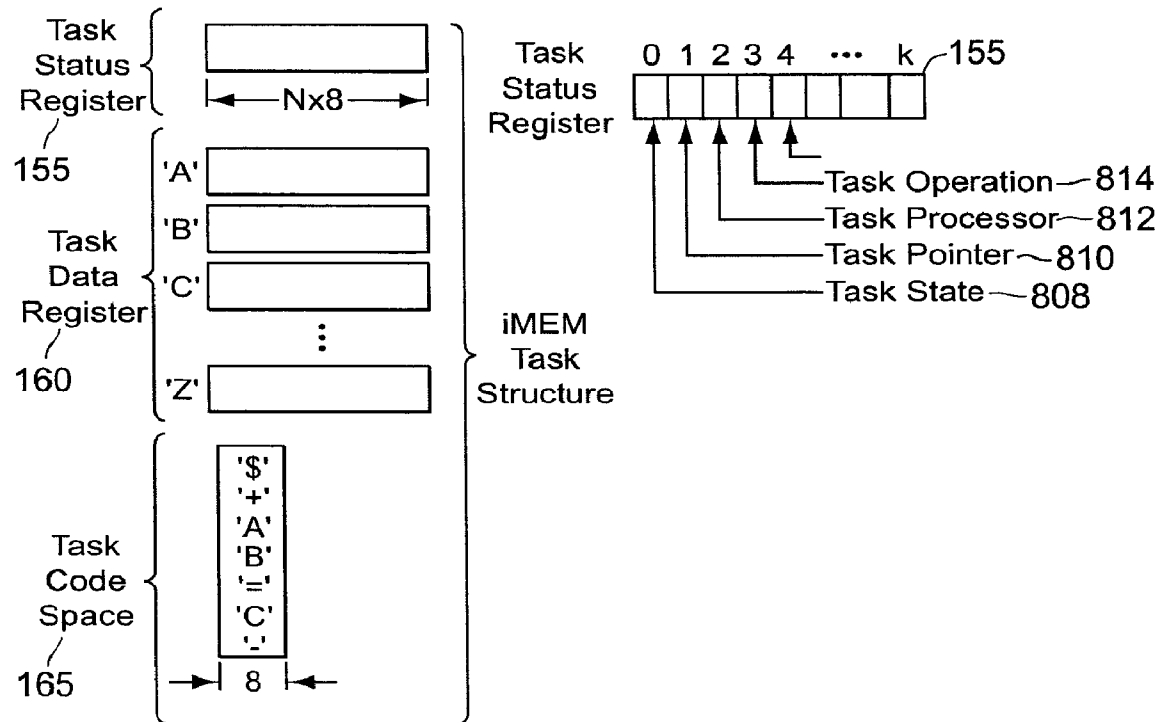 Task
Status
Register
155
Nx8
'A'
'B'
'C'
⋮
'Z'
Task
Data
Register
160
'$'
'+'
'A'
'B'
'='
'C'
'-'
8
Task
Code
Space
165
iMEM
Task
Structure
Task
Status
Register
0 1 2 3 4 ••• k
155
Task Operation 814
Task Processor 812
Task Pointer 810
Task State 808